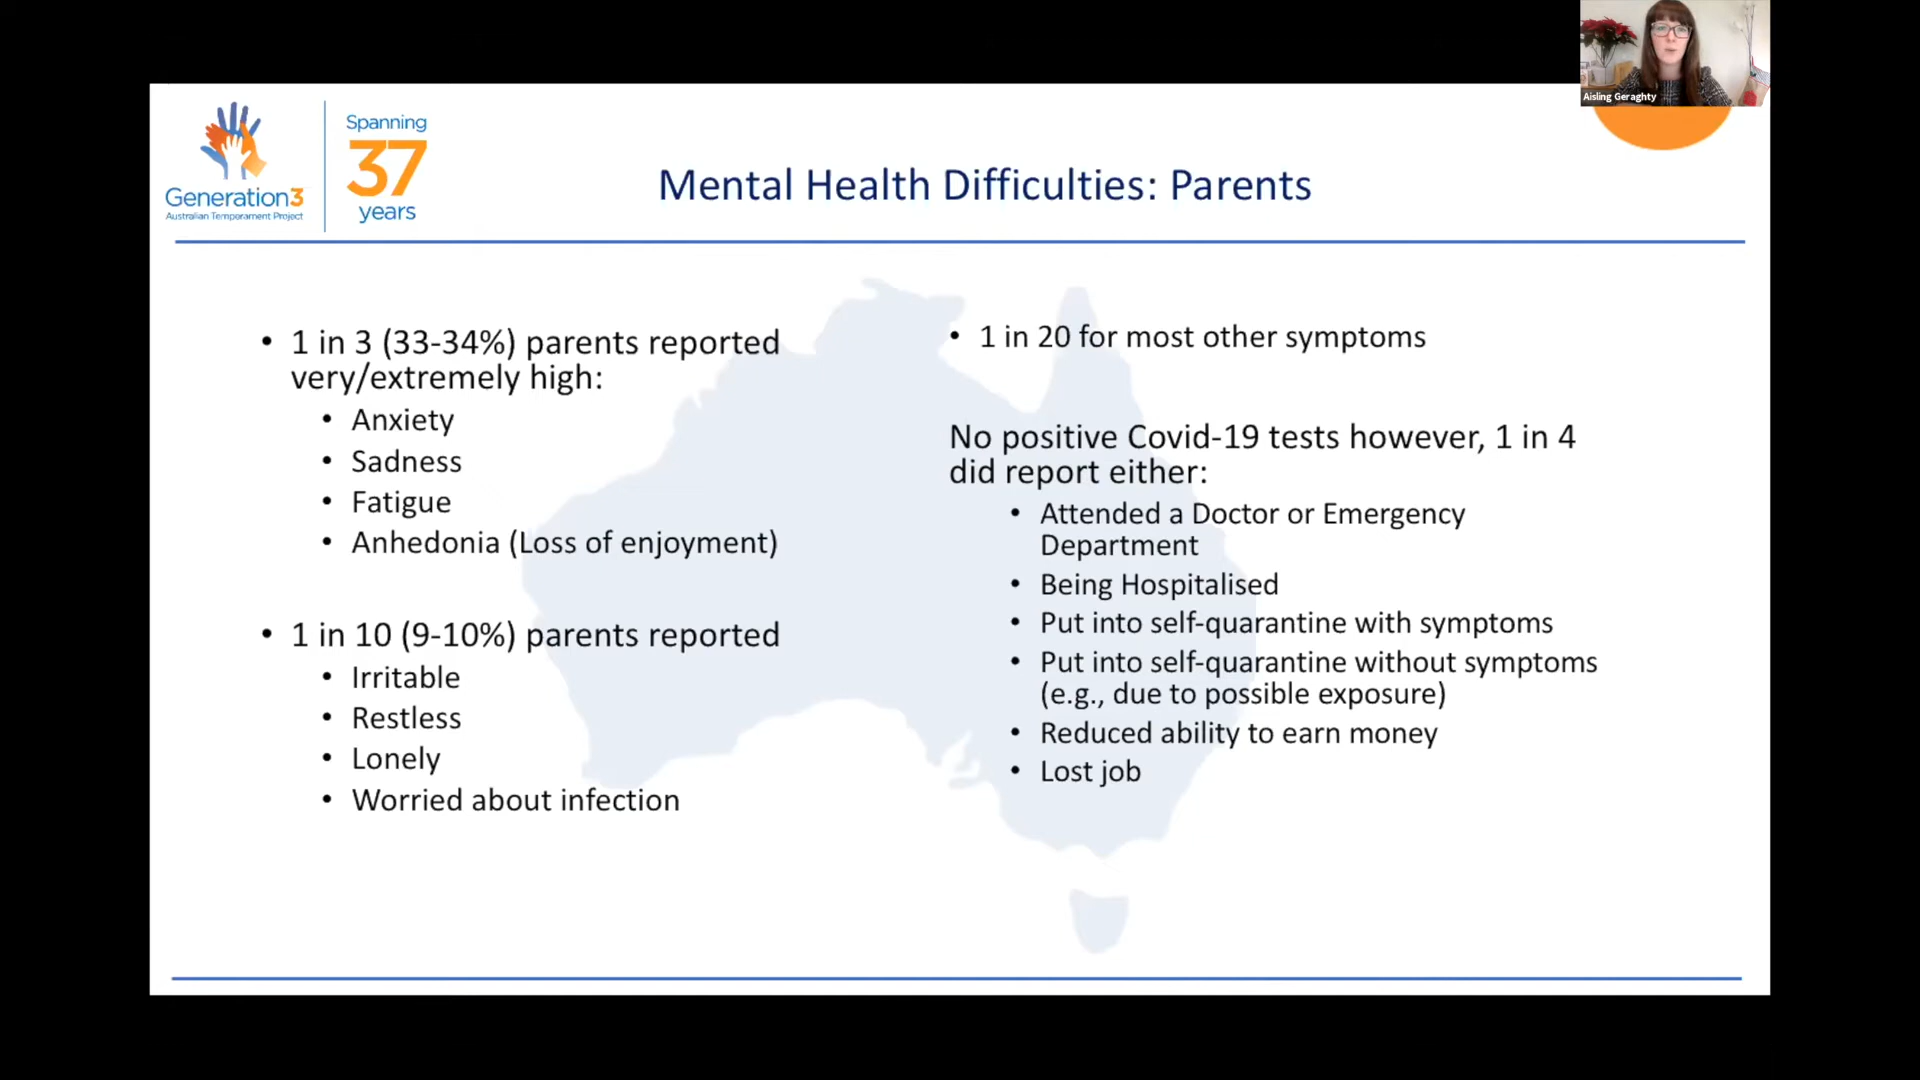 Aisling Geraghty
Generation3
Australian Temperament Project
Spanning
37
years
Mental Health Difficulties: Parents
• 1 in 3 (33-34%) parents reported
very/extremely high:
• Anxiety
• Sadness
• Fatigue
• Anhedonia (Loss of enjoyment)
• 1 in 10 (9-10%) parents reported
• Irritable
• Restless
• Lonely
• Worried about infection
• 1 in 20 for most other symptoms
No positive Covid-19 tests however, 1 in 4
did report either:
• Attended a Doctor or Emergency
Department
• Being Hospitalised
• Put into self-quarantine with symptoms
• Put into self-quarantine without symptoms
(e.g., due to possible exposure)
• Reduced ability to earn money
• Lost job